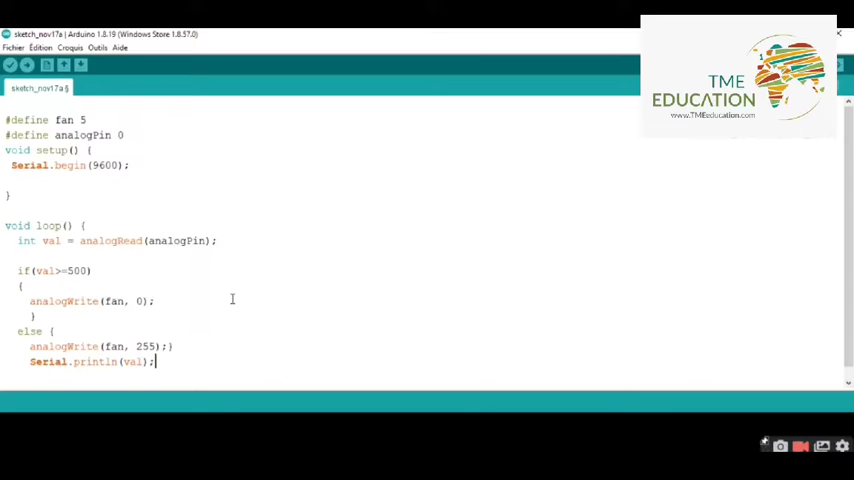 sketch_nov17a | Arduino 1.8.19 (Windows Store 1.8.57.0)
Fichier Édition Croquis Outils Aide
sketch_nov17a §
TME
EDUCATION
www.TMEeducation.com
#define fan 5
#define analogPin 0
void setup() {
Serial.begin(9600);
}
void loop() {
int val = analogRead(analogPin);
if(val>=500)
{
analogWrite(fan, 0);
}
else {
analogWrite(fan, 255);}
Serial.println(val);